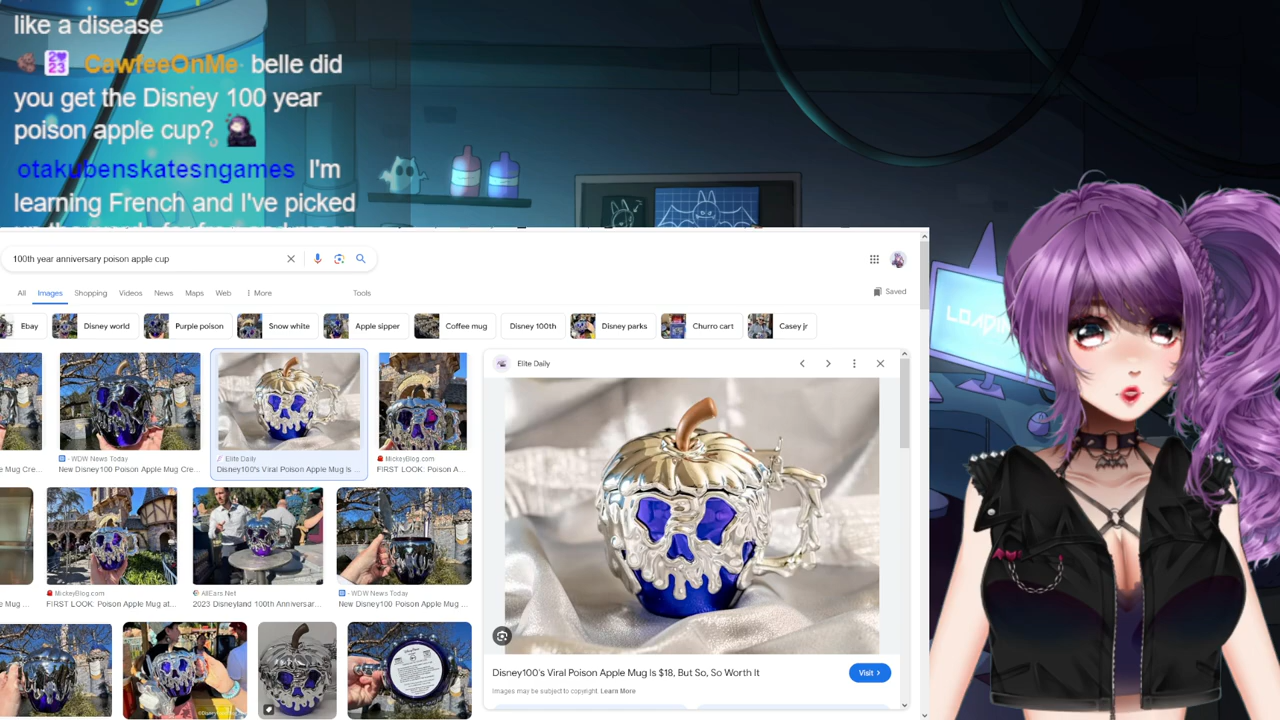 like a disease
CawfeeOnMe belle did
you get the Disney 100 year
poison apple cup?
otakubenskatesngames I'm
learning French and I've picked
100th year anniversary poison apple cup
All Images Shopping Videos News Maps Web More Tools
Saved
Ebay Disney world Purple poison Snow white Apple sipper Coffee mug Disney 100th Disney parks Churro cart Casey jr
LOADIN
Elite Daily
WDW News Today
Elite Daily
MickeyBlog.com
e Mug Cre...
New Disney100 Poison Apple Mug Cre...
Disney100's Viral Poison Apple Mug Is ...
FIRST LOOK: Poison A...
MickeyBlog.com
AllEars.Net
WDW News Today
e Mug ...
FIRST LOOK: Poison Apple Mug at...
2023 Disneyland 100th Anniversar...
New Disney100 Poison Apple Mug ...
Disney100's Viral Poison Apple Mug Is $18, But So, So Worth It
Visit
Images may be subject to copyright. Learn More